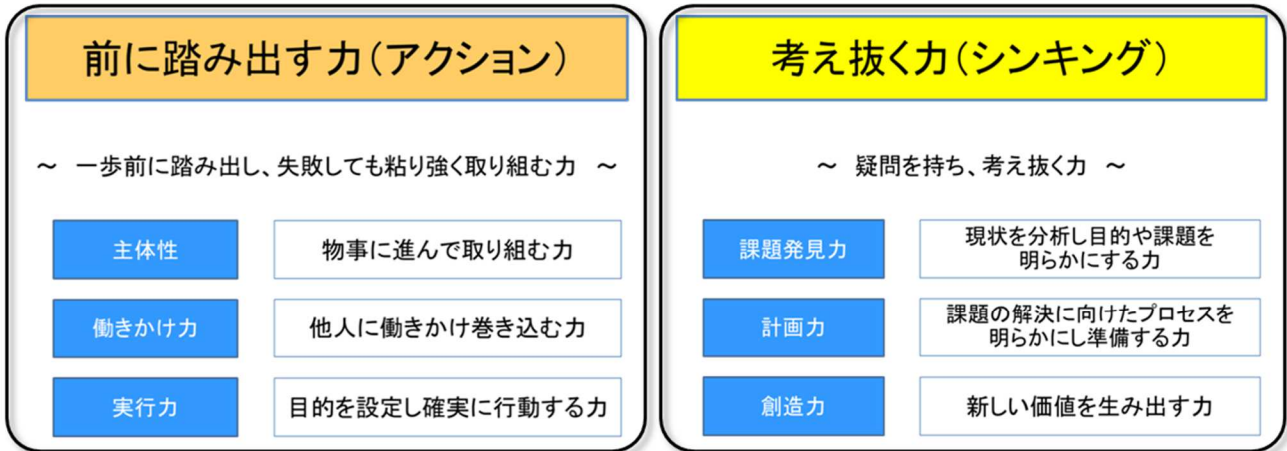 前に踏み出す力(アクション)
～ 一歩前に踏み出し、失敗しても粘り強く取り組む力 ～
主体性
物事に進んで取り組む力
働きかけ力
他人に働きかけ巻き込む力
実行力
目的を設定し確実に行動する力
考え抜く力(シンキング)
～ 疑問を持ち、考え抜く力 ～
課題発見力
現状を分析し目的や課題を
明らかにする力
計画力
課題の解決に向けたプロセスを
明らかにし準備する力
創造力
新しい価値を生み出す力